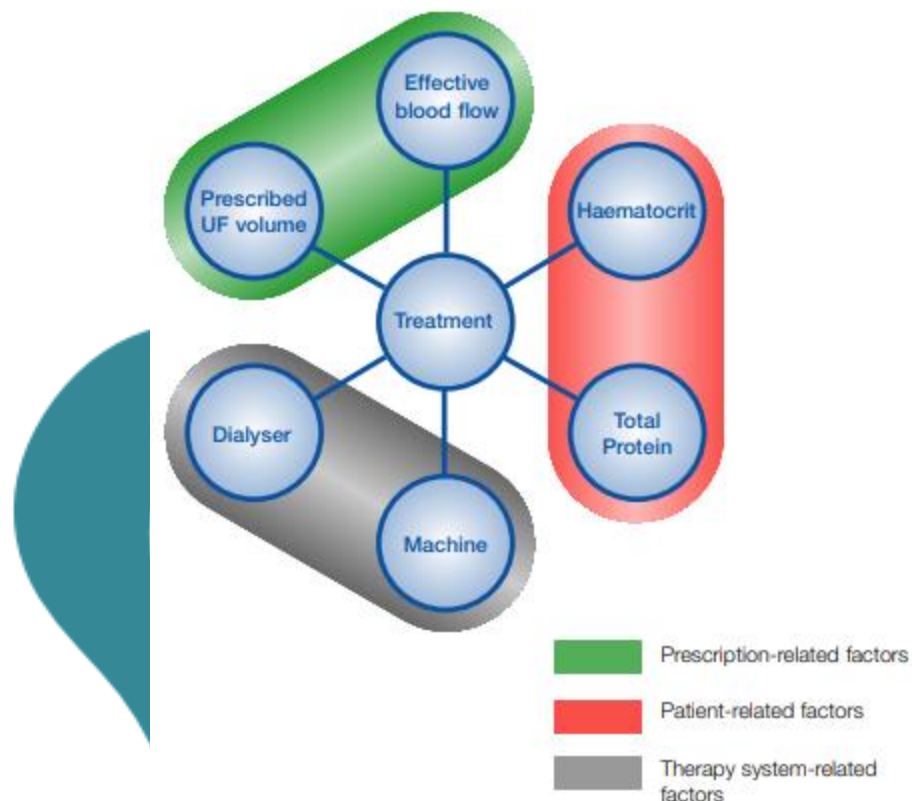 Effective
blood flow
Prescribed
UF volume
Haematocrit
Treatment
Dialyser
Total
Protein
Machine
Prescription-related factors
Patient-related factors
Therapy system-related
factors